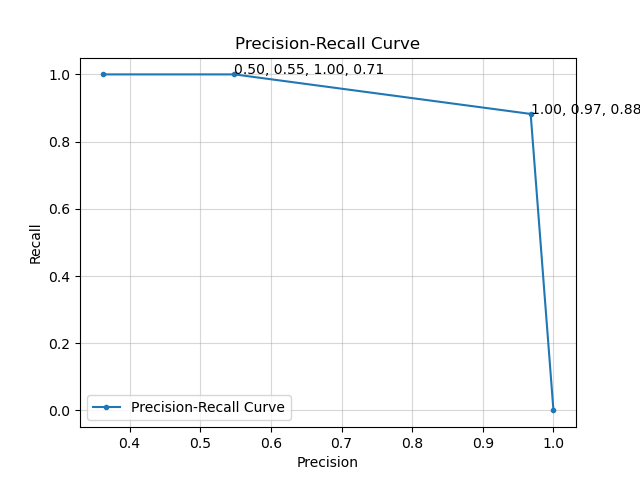 Precision-Recall Curve
1.0
0.50, 0.55, 1.00, 0.71
1.00, 0.97, 0.88
0.8
0.6
Recall
0.4
0.2
0.0
Precision-Recall Curve
0.4 0.5 0.6 0.7 0.8 0.9 1.0
Precision